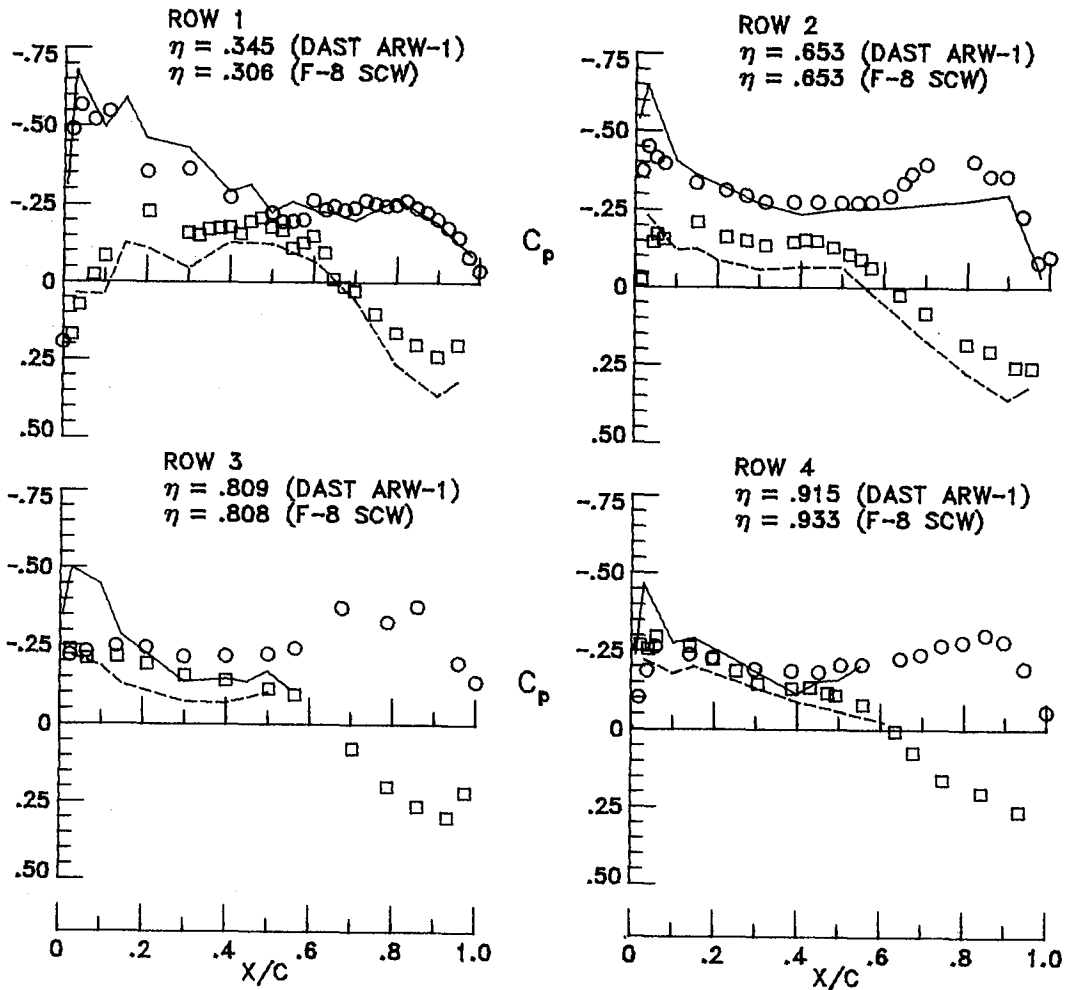 ROW 1
η = .345 (DAST ARW-1)
η = .306 (F-8 SCW)
-.75
-.50
-.25
0
.25
.50
ROW 2
η = .653 (DAST ARW-1)
η = .653 (F-8 SCW)
-.75
-.50
-.25
Cp
0
.25
.50
ROW 3
η = .809 (DAST ARW-1)
η = .808 (F-8 SCW)
-.75
-.50
-.25
0
.25
.50
0 .2 .4 .6 .8 1.0
X/C
ROW 4
η = .915 (DAST ARW-1)
η = .933 (F-8 SCW)
-.75
-.50
-.25
Cp
0
.25
.50
0 .2 .4 .6 .8 1.0
X/C